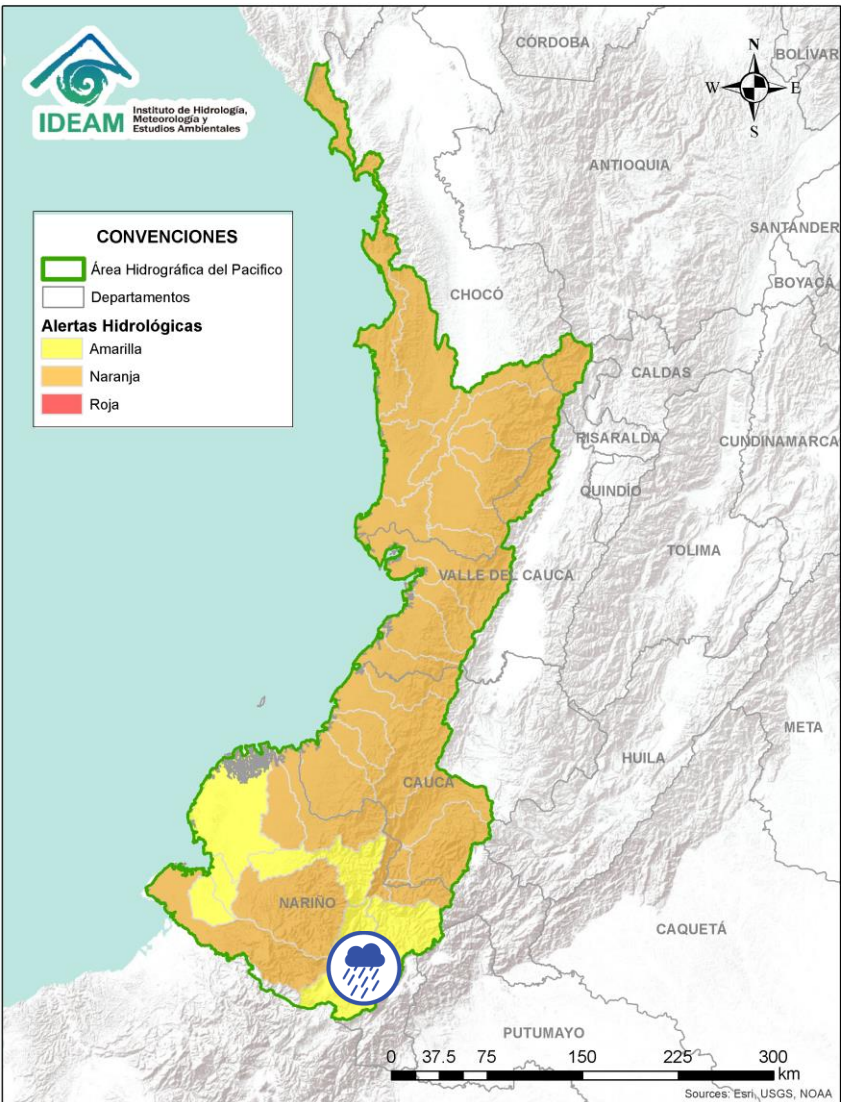 IDEAM
Instituto de Hidrología,
Meteorología y
Estudios Ambientales
N
W
E
S
CÓRDOBA
BOLIVAR
ANTIOQUIA
SANTANDER
BOYACÁ
CHOCÓ
CONVENCIONES
Área Hidrográfica del Pacifico
Departamentos
Alertas Hidrológicas
Amarilla
Naranja
Roja
CALDAS
RISARALDA
CUNDINAMARCA
QUINDÍO
TOLIMA
VALLE DEL CAUCA
META
HUILA
CAUCA
NARIÑO
CAQUETÁ
PUTUMAYO
0 37.5 75 150 225 300
km
Sources: Esri, USGS, NOAA